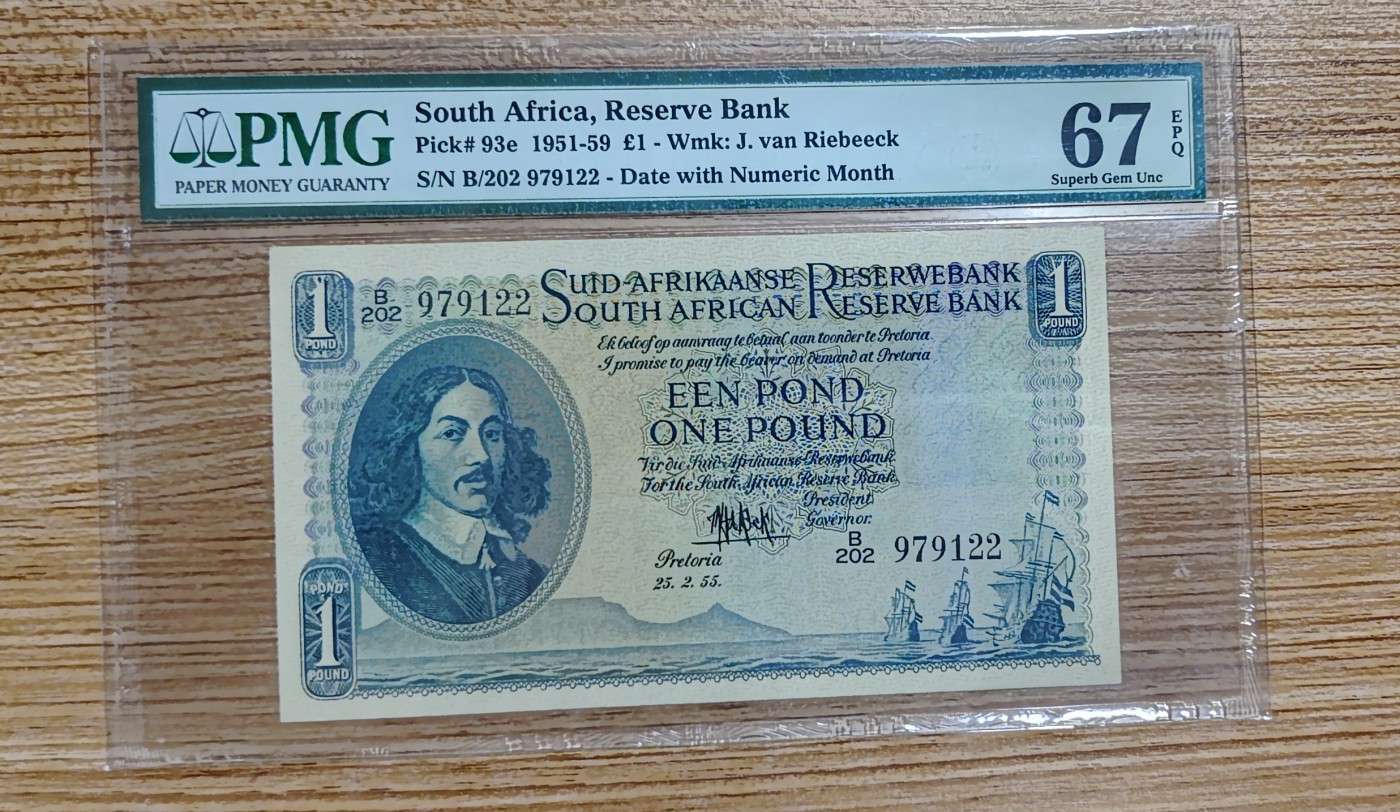 PMG
PAPER MONEY GUARANTY
South Africa, Reserve Bank
Pick# 93e 1951-59 £1 - Wmk: J. van Riebeeck
S/N B/202 979122 - Date with Numeric Month
67
EPQ
Superb Gem Unc
1
POND
B
202 979122
SUID-AFRIKAANSE RESERWEBANK
SOUTH AFRICAN RESERVE BANK
1
POUND
Ek beloof op aanvraag te betaal aan toonder te Pretoria
I promise to pay the bearer on demand at Pretoria
EEN POND
ONE POUND
Vir die Suid-Afrikaanse Reserwebank
For the South African Reserve Bank
President
Governor.
Pretoria
25. 2. 55.
B
202 979122
POND
1
POUND